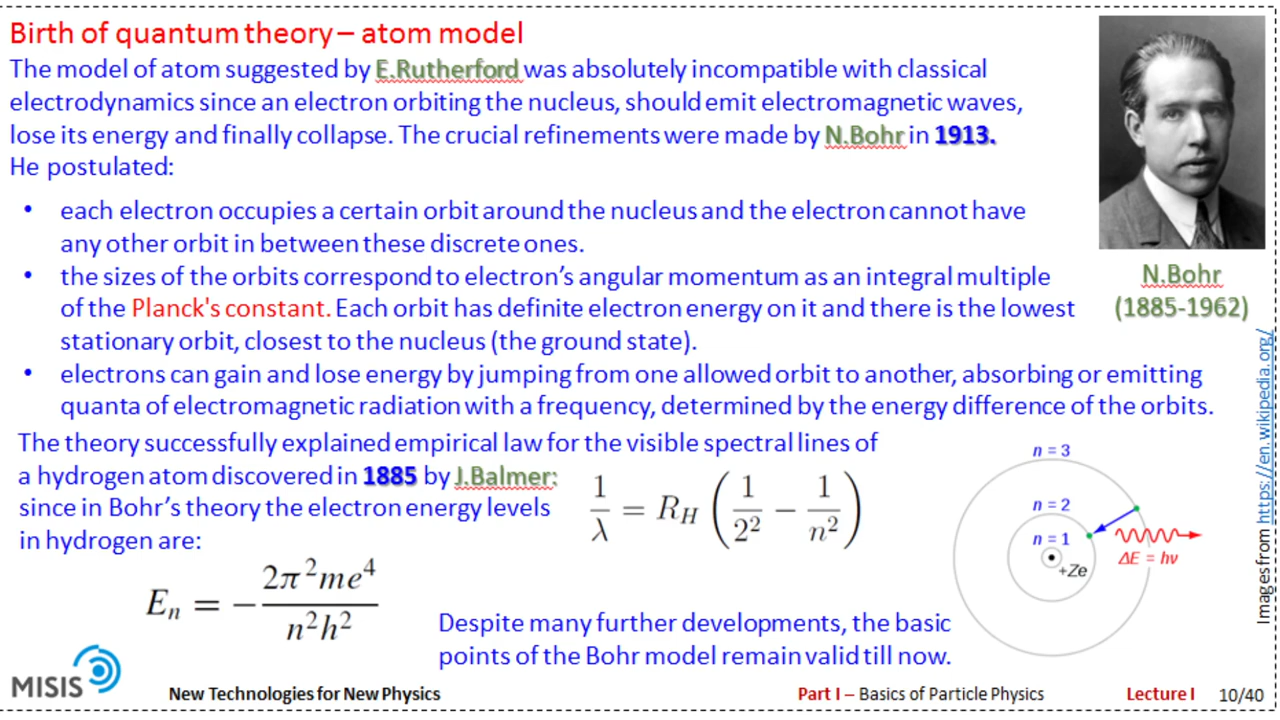 Birth of quantum theory – atom model
The model of atom suggested by E.Rutherford was absolutely incompatible with classical
electrodynamics since an electron orbiting the nucleus, should emit electromagnetic waves,
lose its energy and finally collapse. The crucial refinements were made by N.Bohr in 1913.
He postulated:
• each electron occupies a certain orbit around the nucleus and the electron cannot have
any other orbit in between these discrete ones.
• the sizes of the orbits correspond to electron's angular momentum as an integral multiple
of the Planck's constant. Each orbit has definite electron energy on it and there is the lowest
stationary orbit, closest to the nucleus (the ground state).
• electrons can gain and lose energy by jumping from one allowed orbit to another, absorbing or emitting
quanta of electromagnetic radiation with a frequency, determined by the energy difference of the orbits.
N.Bohr
(1885-1962)
Images from https://en.wikipedia.org/
The theory successfully explained empirical law for the visible spectral lines of
a hydrogen atom discovered in 1885 by J.Balmer:
since in Bohr's theory the electron energy levels
in hydrogen are:
1/λ = R_H (1/2² − 1/n²)
E_n = − 2π²me⁴/n²h²
n = 3
n = 2
n = 1
+Ze
ΔE = hν
Despite many further developments, the basic
points of the Bohr model remain valid till now.
MISIS
New Technologies for New Physics
Part I – Basics of Particle Physics
Lecture I
10/40